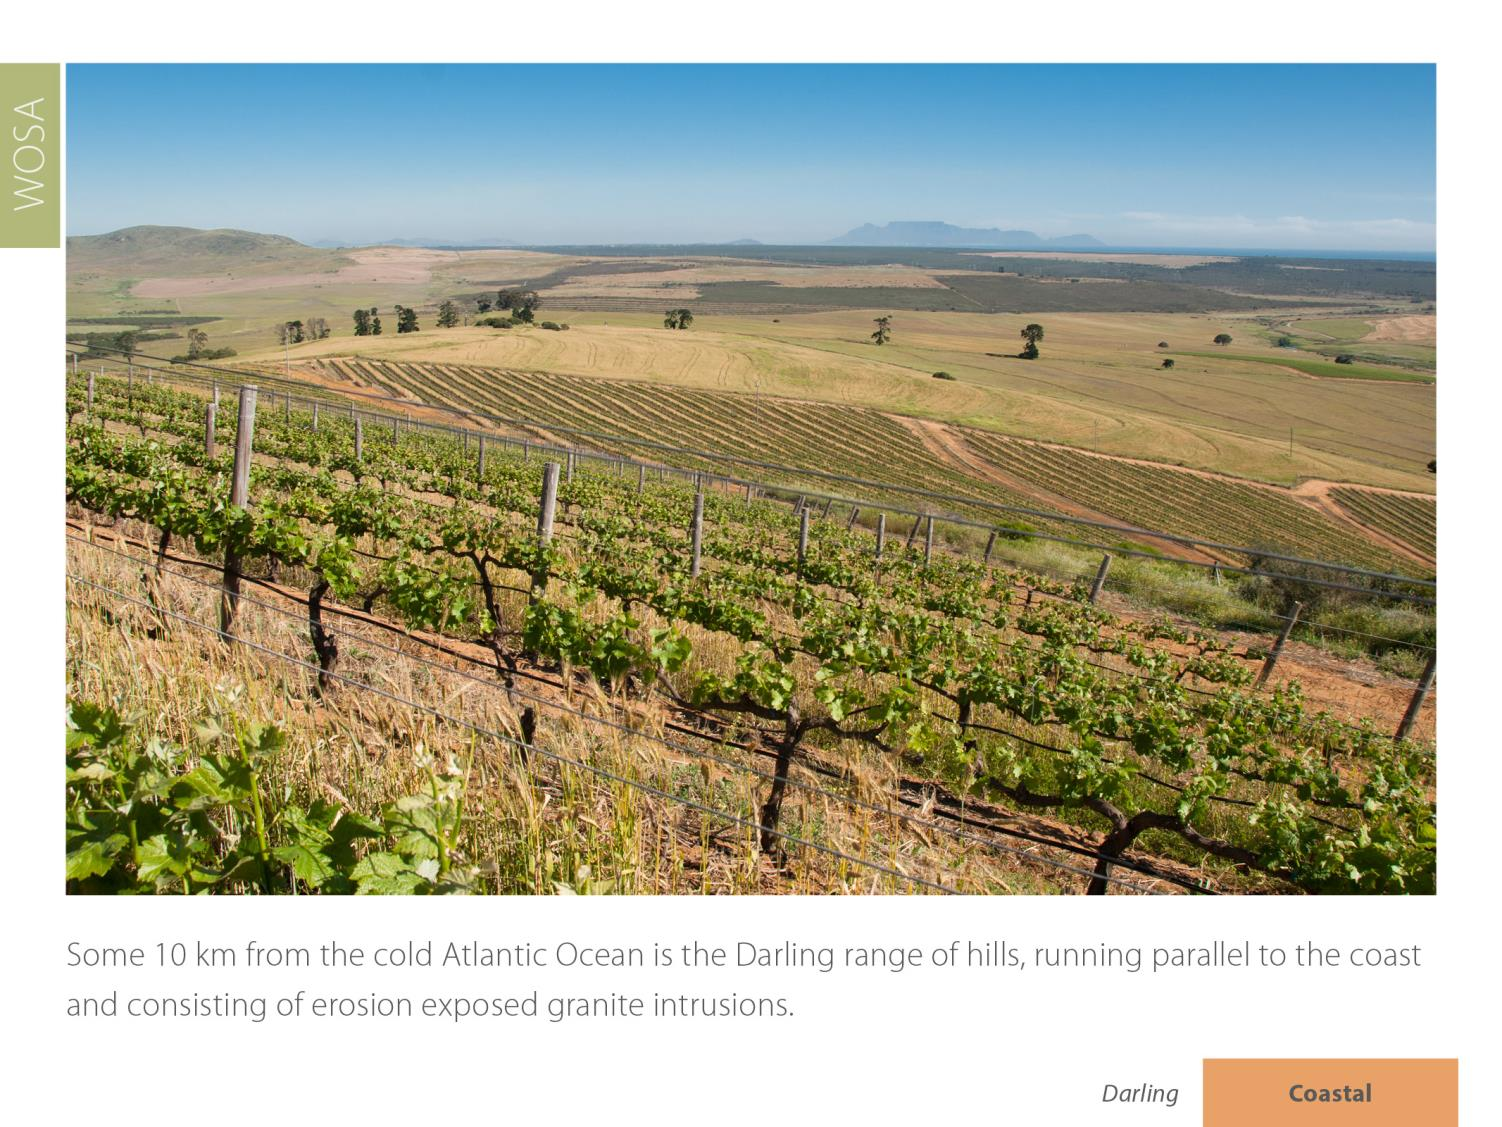 WOSA
Some 10 km from the cold Atlantic Ocean is the Darling range of hills, running parallel to the coast
and consisting of erosion exposed granite intrusions.
Darling
Coastal